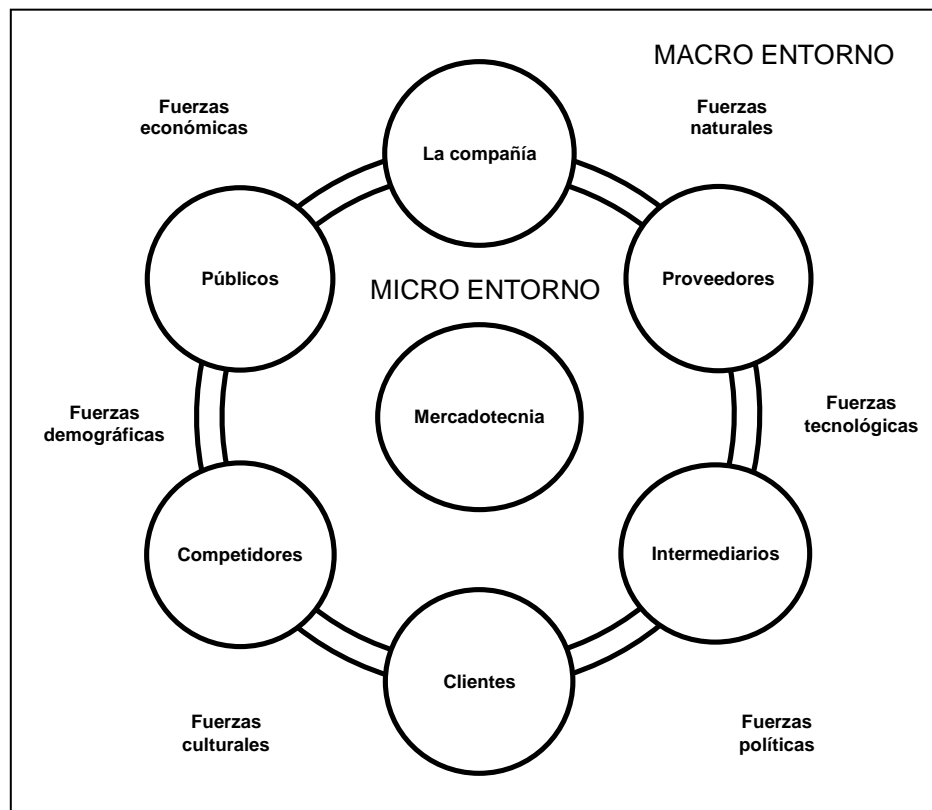 MACRO ENTORNO
Fuerzas
económicas
Fuerzas
naturales
La compañía
Públicos
Proveedores
MICRO ENTORNO
Mercadotecnia
Fuerzas
demográficas
Fuerzas
tecnológicas
Competidores
Intermediarios
Clientes
Fuerzas
culturales
Fuerzas
políticas